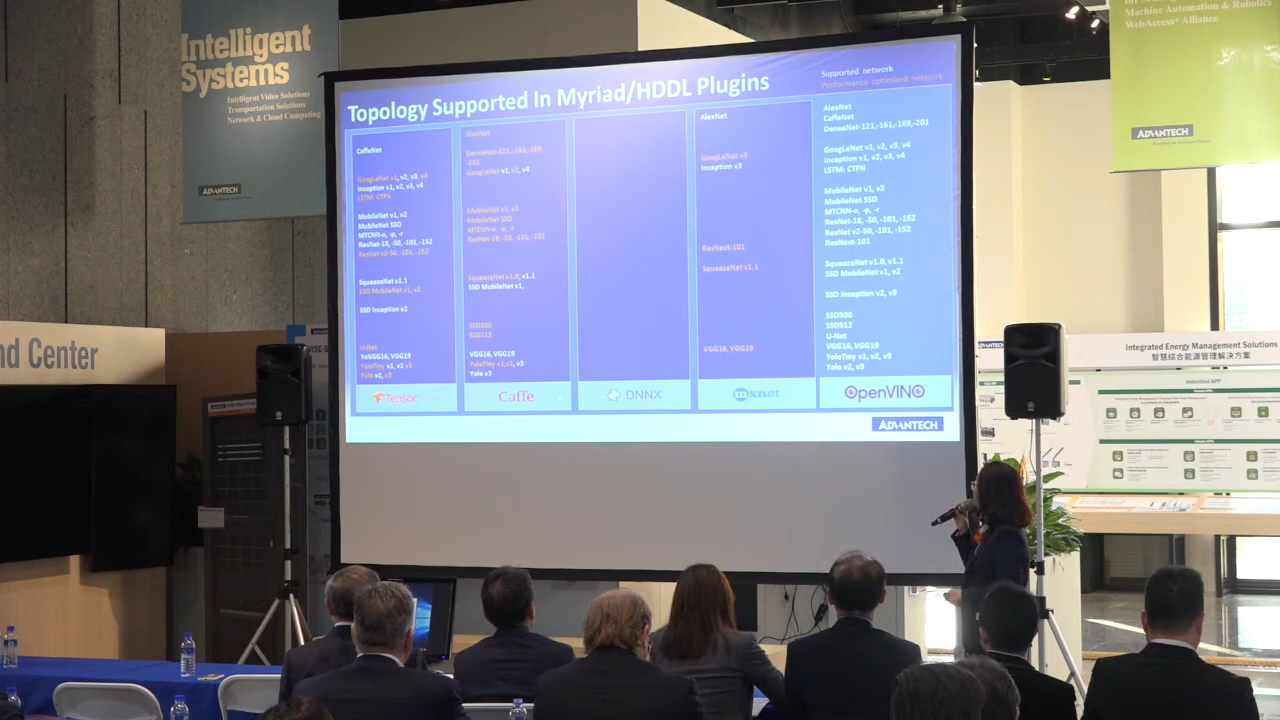 Intelligent
Systems
Intelligent Video Solutions
Transportation Solutions
Network & Cloud Computing
ADVANTECH
Machine Automation & Robotics
WebAccess+ Alliance
ADVANTECH
nd Center
Topology Supported In Myriad/HDDL Plugins
Supported network
Performance optimized network
CaffeNet
GoogLeNet v1, v2, v3, v4
Inception v1, v2, v3, v4
LSTM: CTPN
MobileNet v1, v2
MobileNet SSD
MTCNN-o, -p, -r
ResNet-18, -50, -101, -152
ResNet v2-50, -101, -152
SqueezeNet v1.1
SSD MobileNet v1, v2
SSD Inception v2
U-Net
YoVGG16, VGG19
YoloTiny v1, v2 v3
Yolo v2, v3
AlexNet
DenseNet-121,-161,-169,
-201
GoogLeNet v1, v2, v4
MobileNet v1, v2
MobileNet SSD
MTCNN-o, -p, -r
ResNet-18, -50, -101, -152
SqueezeNet v1.0, v1.1
SSD MobileNet v1,
SSD300
SSD512
VGG16, VGG19
YoloTiny v1,v2, v3
Yolo v3
AlexNet
GoogLeNet v3
Inception v3
ResNext-101
SqueezeNet v1.1
VGG16, VGG19
AlexNet
CaffeNet
DenseNet-121,-161,-169,-201
GoogLeNet v1, v2, v3, v4
Inception v1, v2, v3, v4
LSTM: CTPN
MobileNet v1, v2
MobileNet SSD
MTCNN-o, -p, -r
ResNet-18, -50, -101, -152
ResNet v2-50, -101, -152
ResNext-101
SqueezeNet v1.0, v1.1
SSD MobileNet v1, v2
SSD Inception v2, v3
SSD300
SSD512
U-Net
VGG16, VGG19
YoloTiny v1, v2, v3
Yolo v2, v3
Caffe
ONNX
mxnet
OpenVINO
ADVANTECH
Integrated Energy Management Solutions
智慧綜合能源管理解決方案
Industrial APP